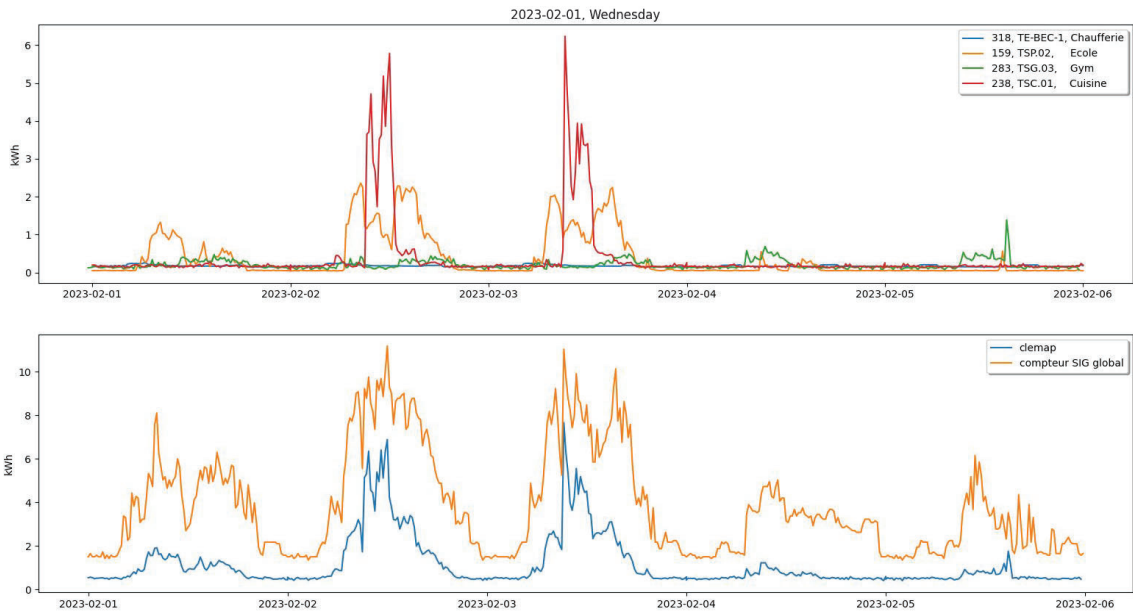 2023-02-01, Wednesday
318, TE-BEC-1, Chaufferie
159, TSP.02, Ecole
283, TSG.03, Gym
238, TSC.01, Cuisine
kWh
6
5
4
3
2
1
0
2023-02-01 2023-02-02 2023-02-03 2023-02-04 2023-02-05 2023-02-06
clemap
compteur SIG global
kWh
10
8
6
4
2
0
2023-02-01 2023-02-02 2023-02-03 2023-02-04 2023-02-05 2023-02-06